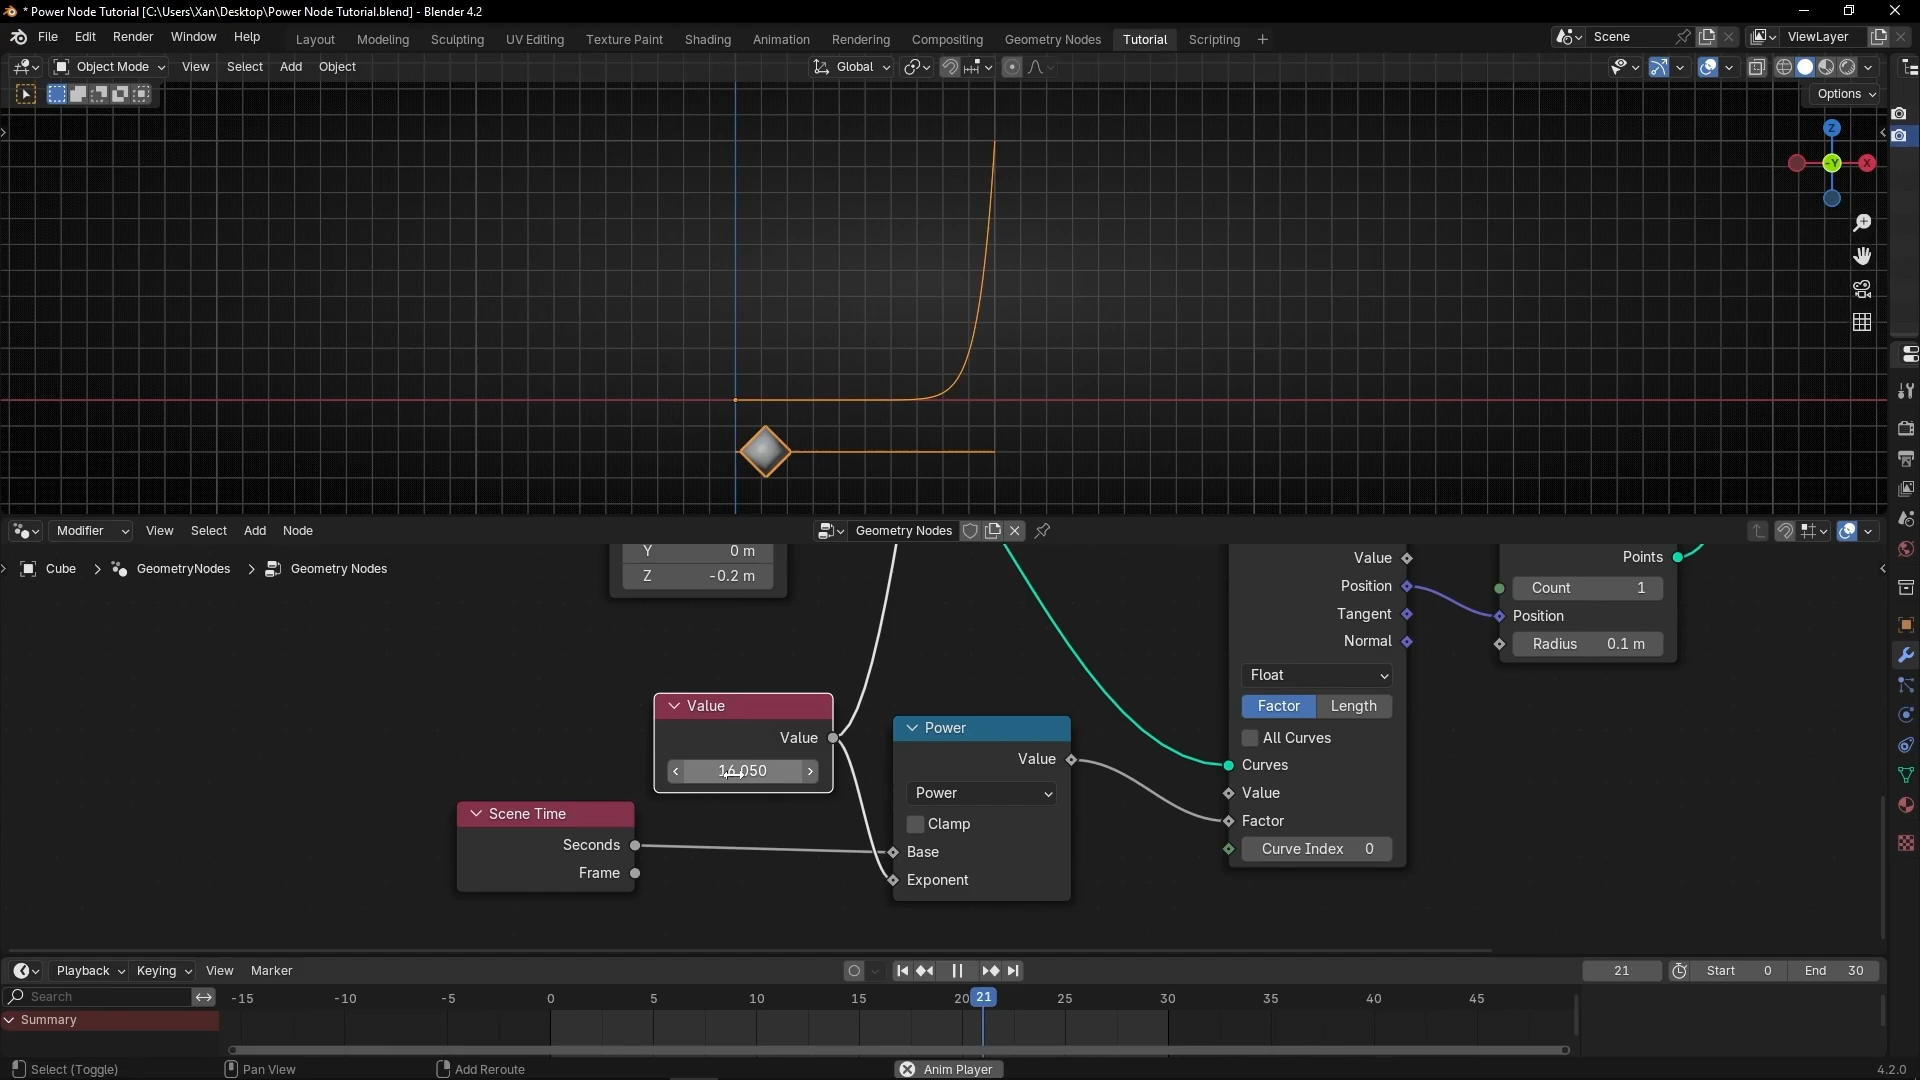 * Power Node Tutorial [C:\Users\Xan\Desktop\Power Node Tutorial.blend] - Blender 4.2
File Edit Render Window Help Layout Modeling Sculpting UV Editing Texture Paint Shading Animation Rendering Compositing Geometry Nodes Tutorial Scripting + Scene ViewLayer
Object Mode View Select Add Object Global
Options
Z
-Y X
Modifier View Select Add Node Geometry Nodes
Cube > GeometryNodes > Geometry Nodes
Y 0 m
Z -0.2 m
Value
Position
Tangent
Normal
Float
Factor Length
All Curves
Curves
Value
Factor
Curve Index 0
Points
Count 1
Position
Radius 0.1 m
Value
Value
16.050
Power
Value
Power
Clamp
Base
Exponent
Scene Time
Seconds
Frame
Playback Keying View Marker 21 Start 0 End 30
Search -15 -10 -5 0 5 10 15 20 21 25 30 35 40 45
Summary
Select (Toggle) Pan View Add Reroute Anim Player 4.2.0